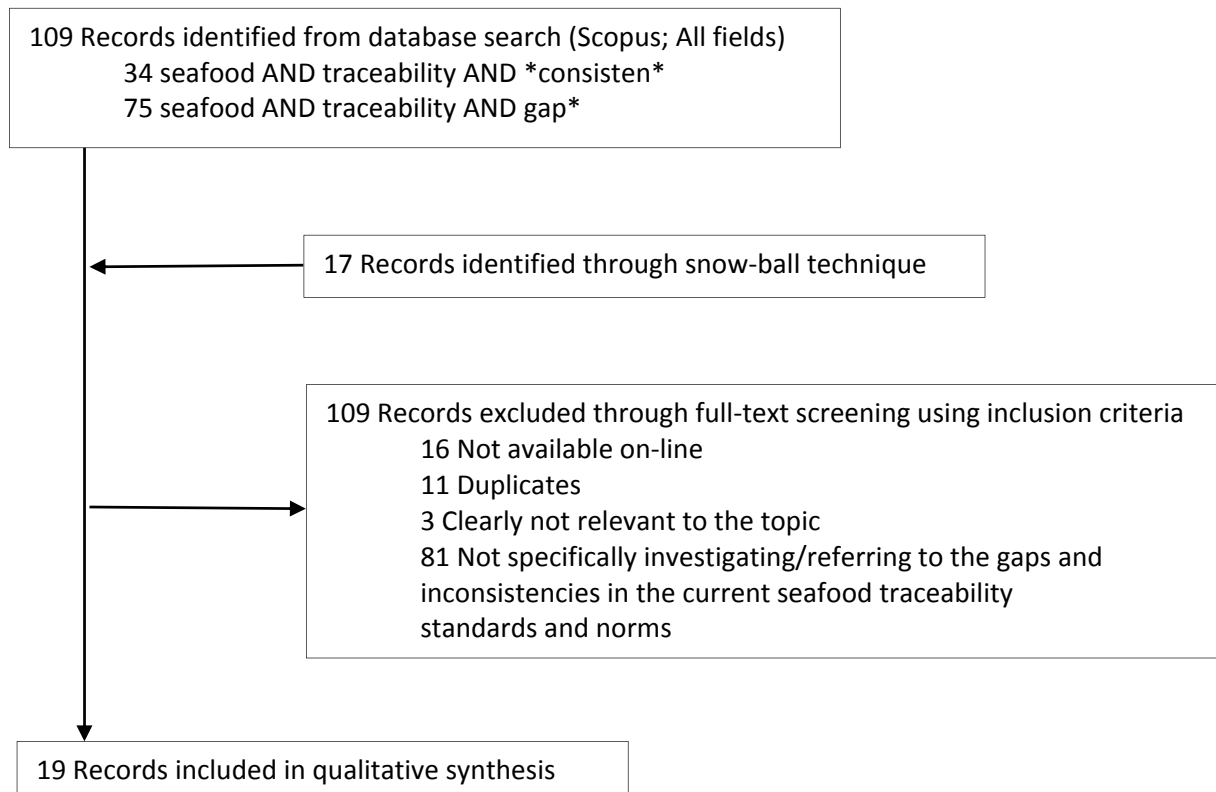 109 Records identified from database search (Scopus; All fields)
34 seafood AND traceability AND *consisten*
75 seafood AND traceability AND gap*
17 Records identified through snow-ball technique
109 Records excluded through full-text screening using inclusion criteria
16 Not available on-line
11 Duplicates
3 Clearly not relevant to the topic
81 Not specifically investigating/referring to the gaps and
inconsistencies in the current seafood traceability
standards and norms
19 Records included in qualitative synthesis